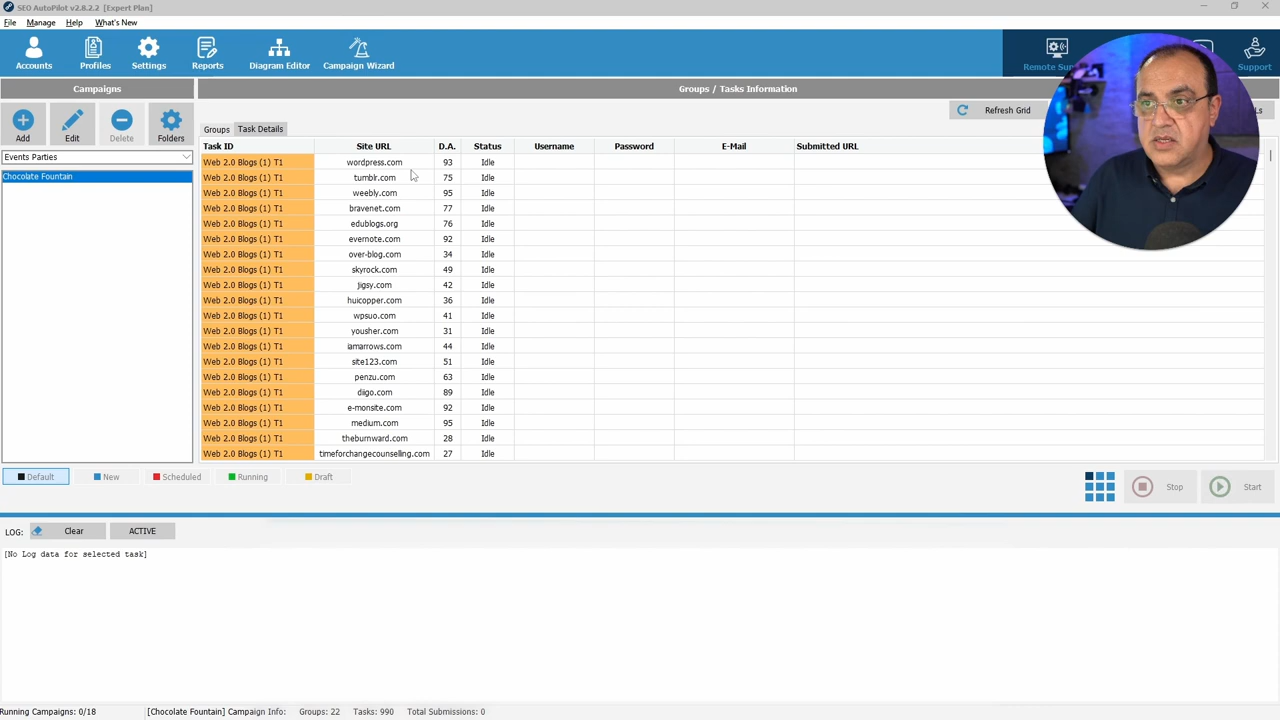 SEO AutoPilot v2.8.2.2 [Expert Plan]
File Manage Help What's New
Accounts Profiles Settings Reports Diagram Editor Campaign Wizard Support
Campaigns Groups / Tasks Information
Add Edit Delete Folders Refresh Grid
Groups Task Details
Events Parties
Chocolate Fountain
Task ID Site URL D.A. Status Username Password E-Mail Submitted URL
Web 2.0 Blogs (1) T1 wordpress.com 93 Idle
Web 2.0 Blogs (1) T1 tumblr.com 75 Idle
Web 2.0 Blogs (1) T1 weebly.com 95 Idle
Web 2.0 Blogs (1) T1 bravenet.com 77 Idle
Web 2.0 Blogs (1) T1 edublogs.org 76 Idle
Web 2.0 Blogs (1) T1 evernote.com 92 Idle
Web 2.0 Blogs (1) T1 over-blog.com 34 Idle
Web 2.0 Blogs (1) T1 skyrock.com 49 Idle
Web 2.0 Blogs (1) T1 jigsy.com 42 Idle
Web 2.0 Blogs (1) T1 huicopper.com 36 Idle
Web 2.0 Blogs (1) T1 wpsuo.com 41 Idle
Web 2.0 Blogs (1) T1 yousher.com 31 Idle
Web 2.0 Blogs (1) T1 iamarrows.com 44 Idle
Web 2.0 Blogs (1) T1 site123.com 51 Idle
Web 2.0 Blogs (1) T1 penzu.com 63 Idle
Web 2.0 Blogs (1) T1 diigo.com 89 Idle
Web 2.0 Blogs (1) T1 e-monsite.com 92 Idle
Web 2.0 Blogs (1) T1 medium.com 95 Idle
Web 2.0 Blogs (1) T1 theburnward.com 28 Idle
Web 2.0 Blogs (1) T1 timeforchangecounselling.com 27 Idle
Default New Scheduled Running Draft Stop Start
LOG: Clear ACTIVE
[No Log data for selected task]
Running Campaigns: 0/18 [Chocolate Fountain] Campaign Info: Groups: 22 Tasks: 990 Total Submissions: 0